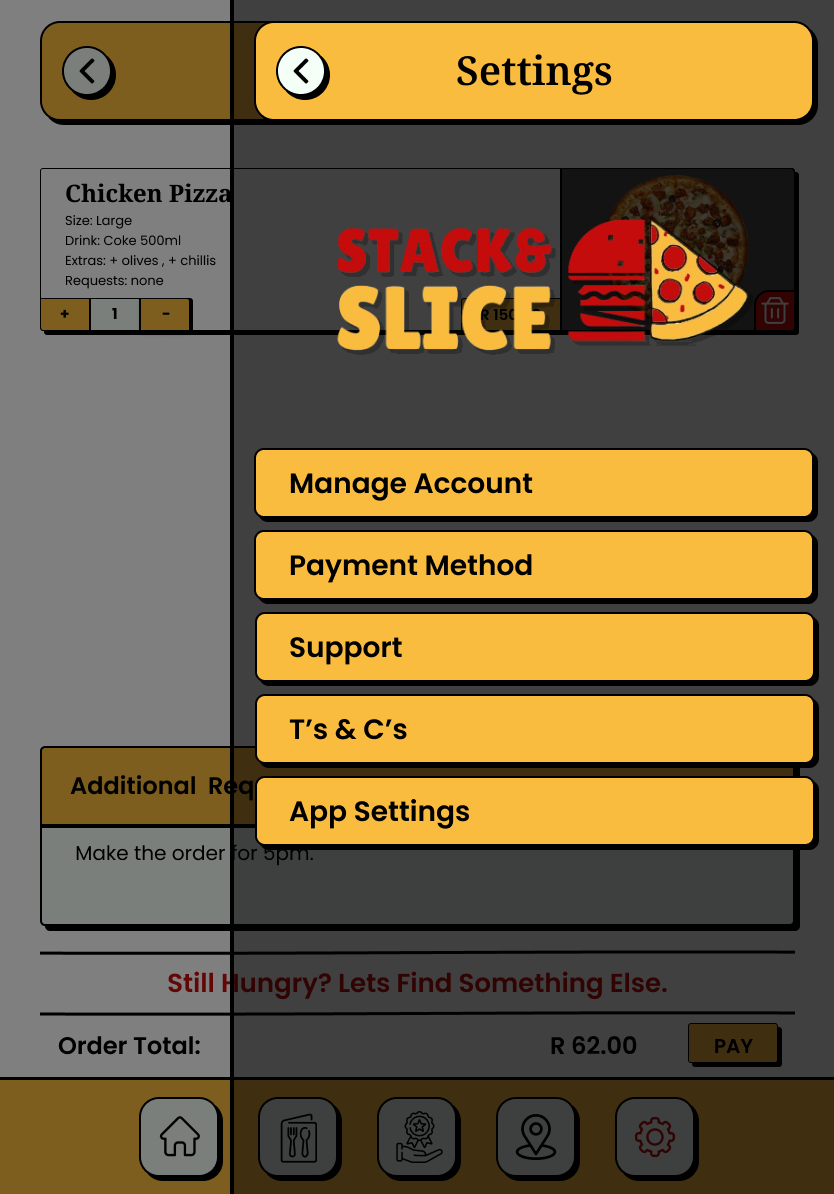 Settings
Chicken Pizza
Size: Large
Drink: Coke 500ml
Extras: + olives , + chillis
Requests: none
+ 1 -
STACK&
SLICE
Manage Account
Payment Method
Support
T’s & C’s
App Settings
Additional
Make the order for 5pm.
Still Hungry? Lets Find Something Else.
Order Total: R 62.00 PAY